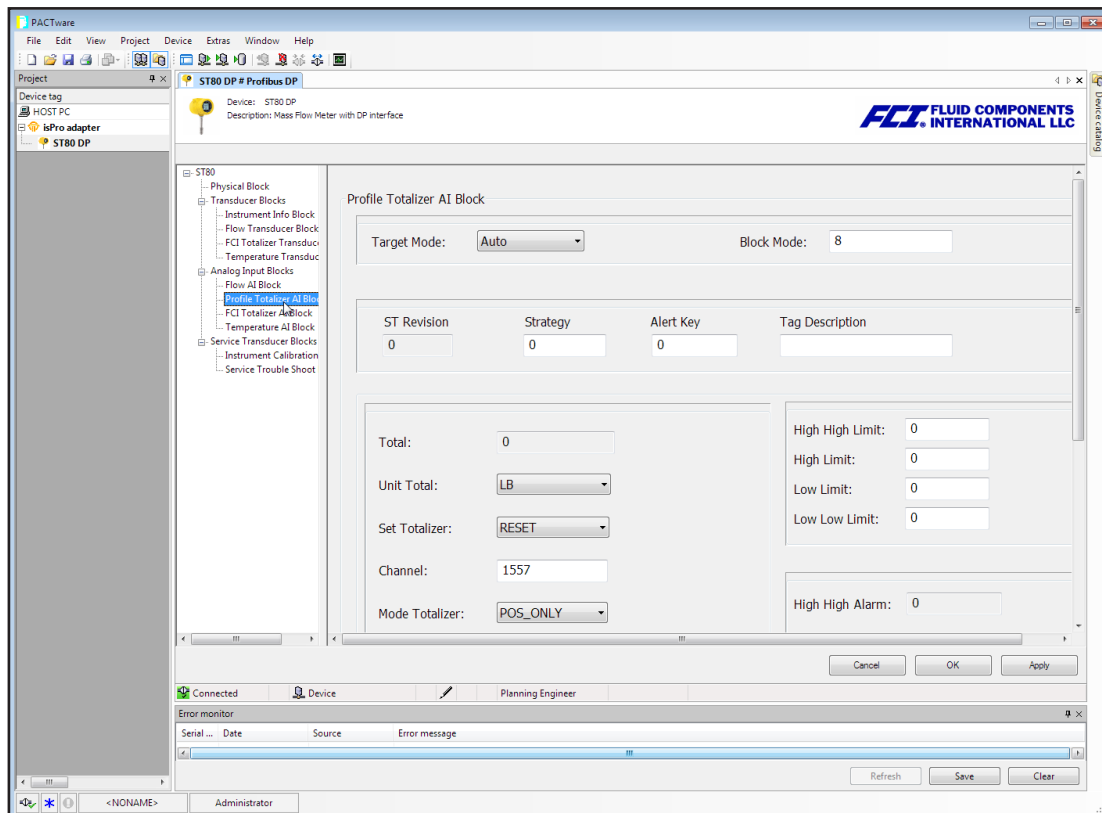 PACTware
File Edit View Project Device Extras Window Help
Project
Device tag
HOST PC
isPro adapter
ST80 DP
ST80 DP # Profibus DP
Device: ST80 DP
Description: Mass Flow Meter with DP interface
FCI. FLUID COMPONENTS
INTERNATIONAL LLC
Device catalog
ST80
Physical Block
Transducer Blocks
Instrument Info Block
Flow Transducer Block
FCI Totalizer Transduc
Temperature Transduc
Analog Input Blocks
Flow AI Block
Profile Totalizer AI Bloc
FCI Totalizer AI Block
Temperature AI Block
Service Transducer Blocks
Instrument Calibration
Service Trouble Shoot
Profile Totalizer AI Block
Target Mode: Auto
Block Mode: 8
ST Revision Strategy Alert Key Tag Description
0 0 0
Total: 0
Unit Total: LB
Set Totalizer: RESET
Channel: 1557
Mode Totalizer: POS_ONLY
High High Limit: 0
High Limit: 0
Low Limit: 0
Low Low Limit: 0
High High Alarm: 0
Cancel OK Apply
Connected Device Planning Engineer
Error monitor
Serial ... Date Source Error message
Refresh Save Clear
<NONAME> Administrator